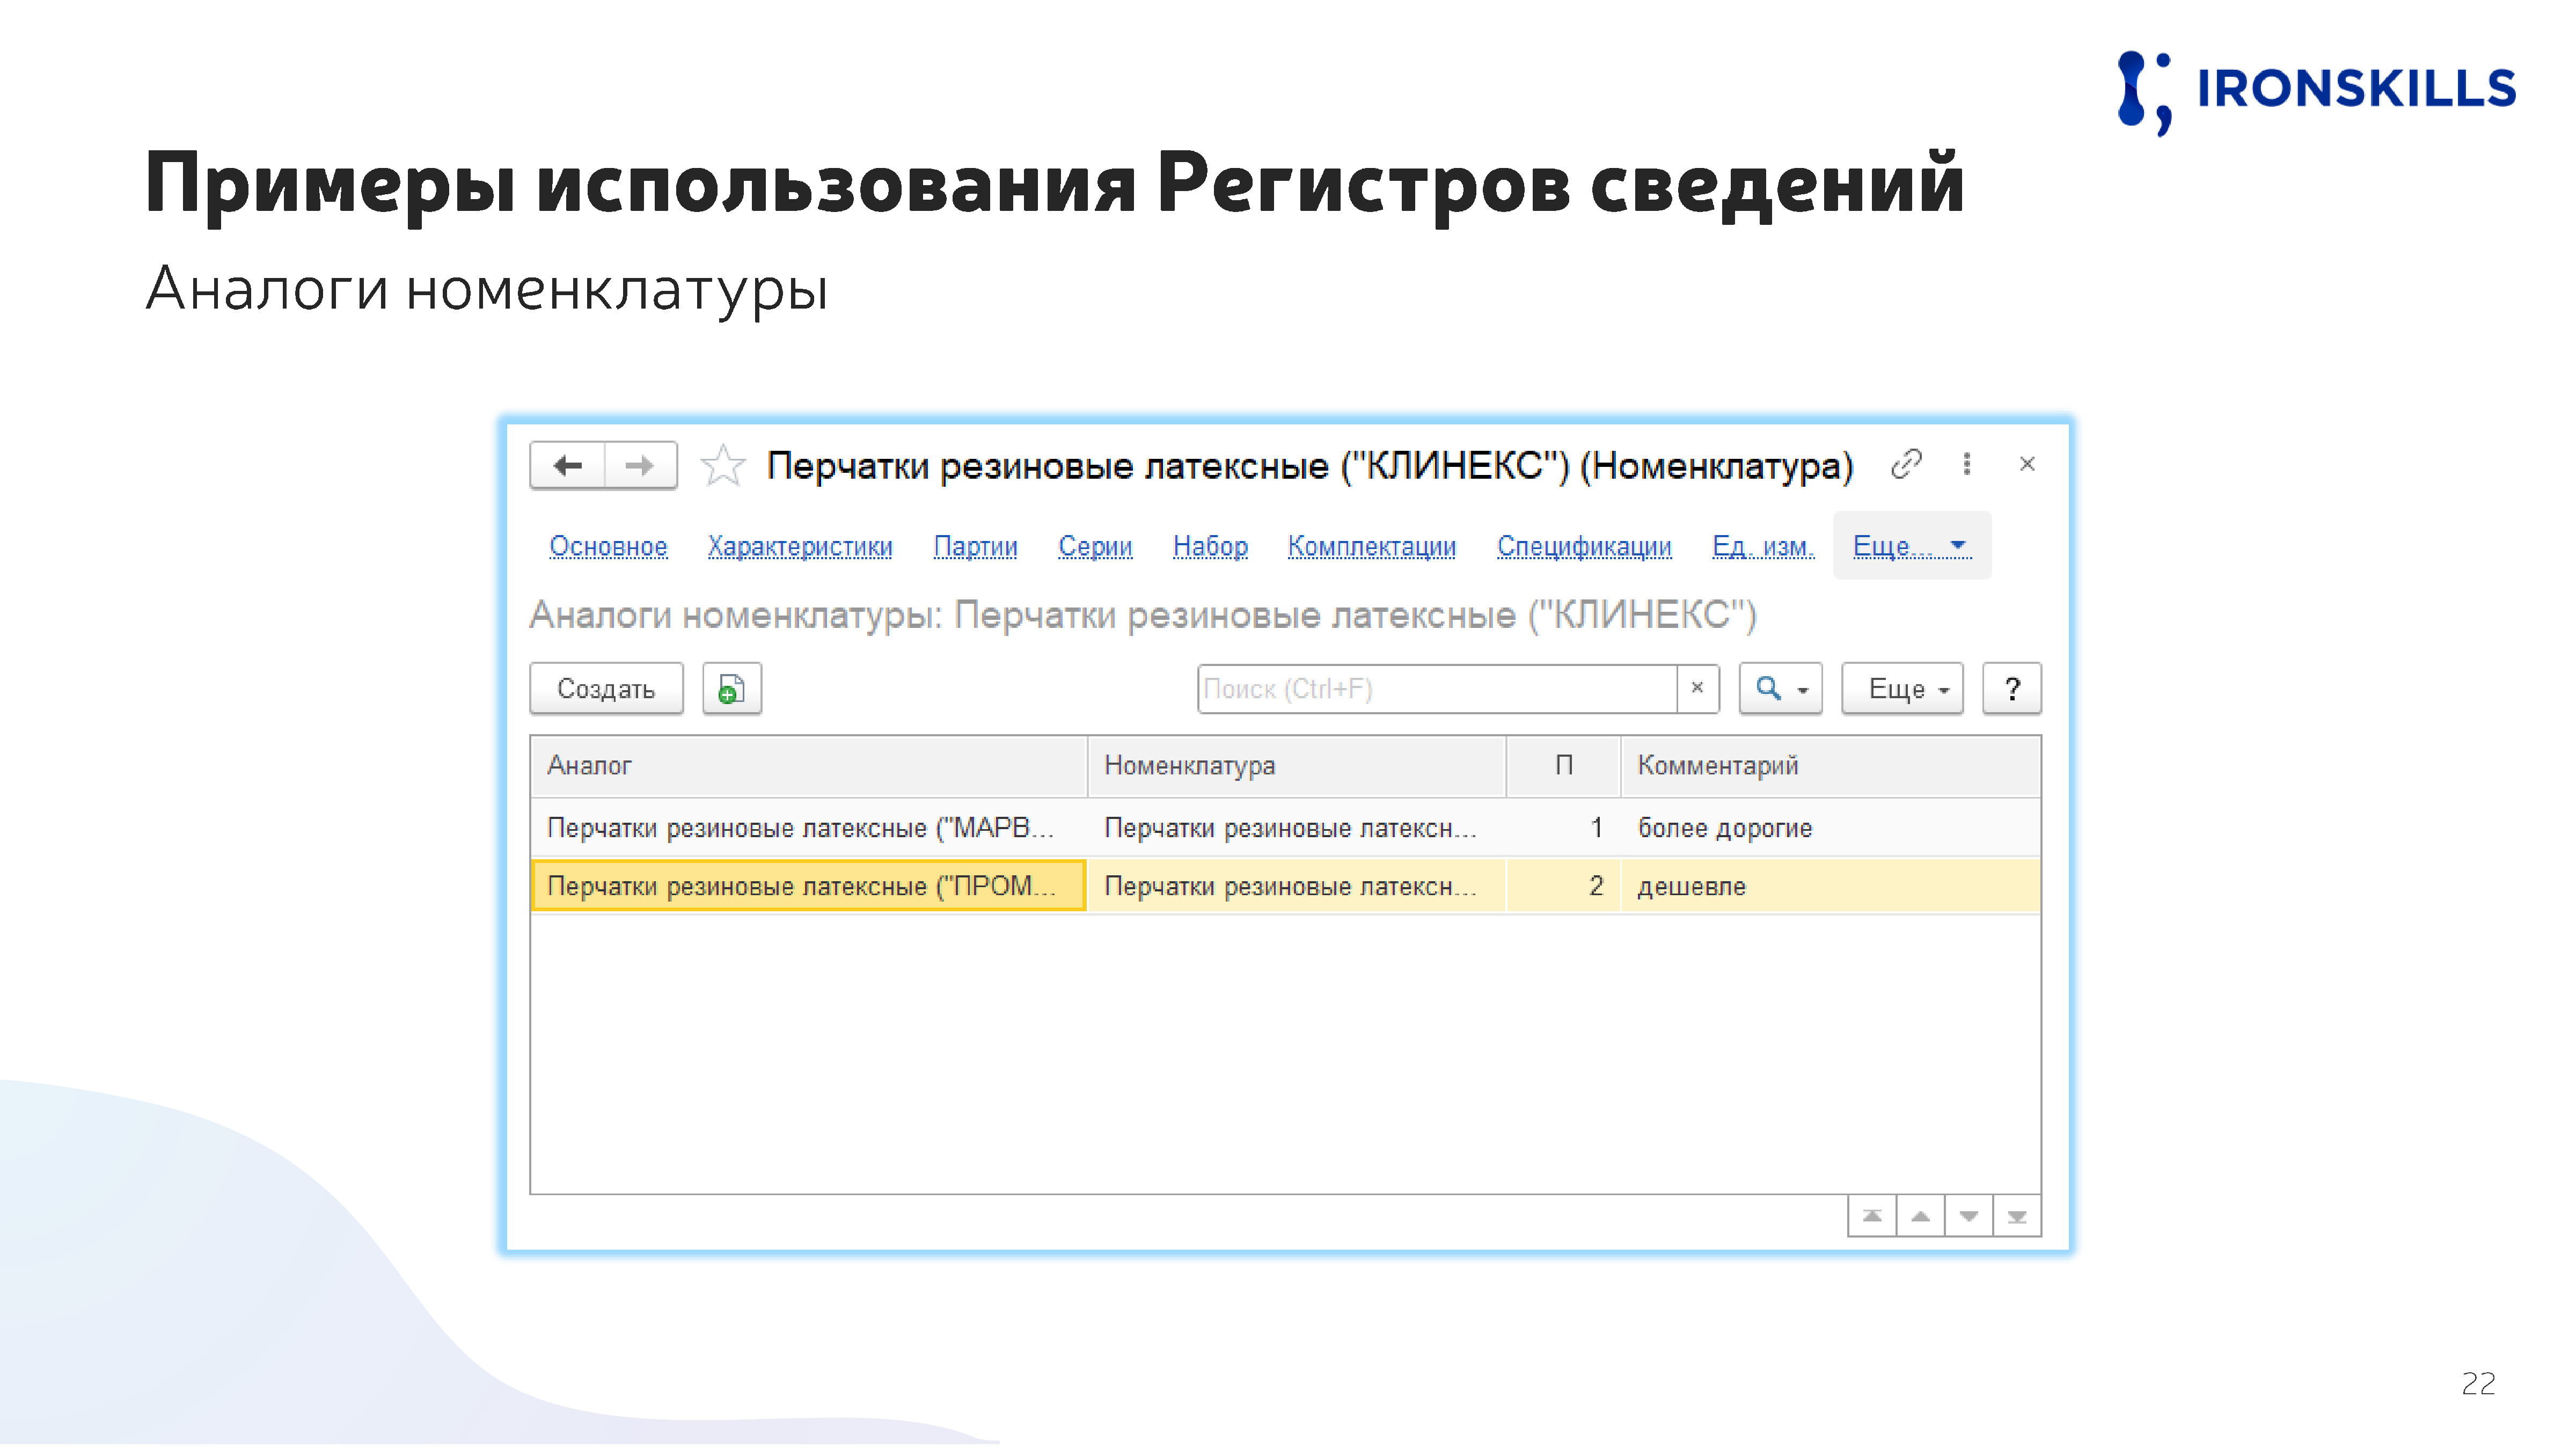 IRONSKILLS
Примеры использования Регистров сведений
Аналоги номенклатуры
Перчатки резиновые латексные ("КЛИНЕКС") (Номенклатура)
Основное Характеристики Партии Серии Набор Комплектации Спецификации Ед. изм. Еще...
Аналоги номенклатуры: Перчатки резиновые латексные ("КЛИНЕКС")
Создать Поиск (Ctrl+F) × Еще ?
Аналог Номенклатура П Комментарий
Перчатки резиновые латексные ("МАРВ... Перчатки резиновые латексн... 1 более дорогие
Перчатки резиновые латексные ("ПРОМ... Перчатки резиновые латексн... 2 дешевле
22